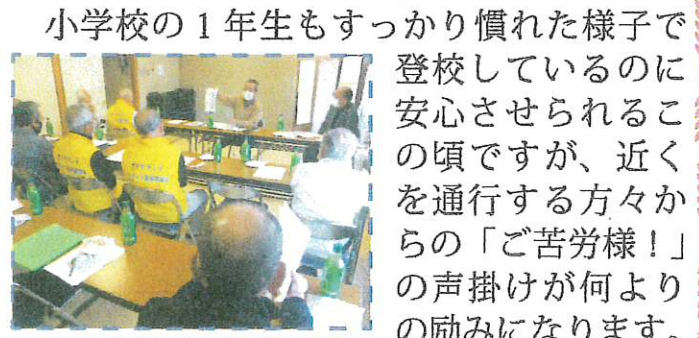 小学校の1年生もすっかり慣れた様子で
登校しているのに
安心させられるこ
の頃ですが、近く
を通行する方々か
らの「ご苦労様！」
の声掛けが何より
の励みになります。